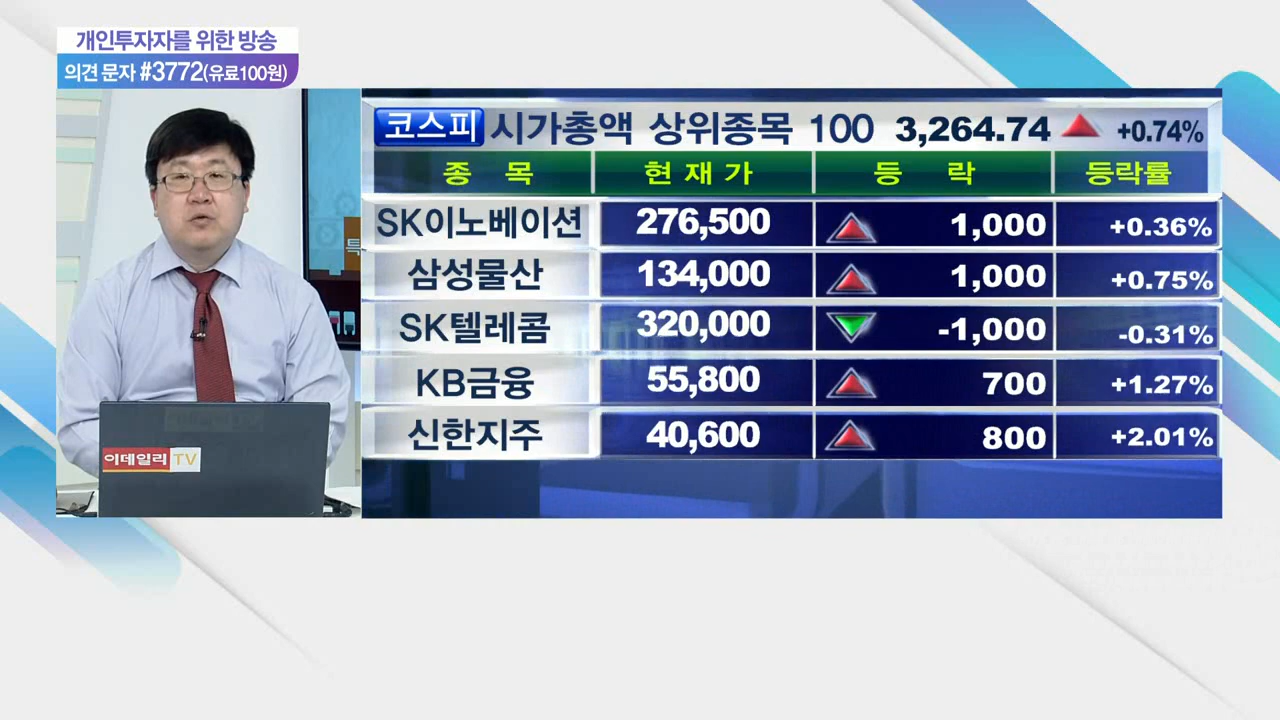 개인투자자를 위한 방송
의견 문자 #3772(유료100원)
코스피 시가총액 상위종목 100 3,264.74 +0.74%
종 목 현 재 가 등 락 등락률
SK이노베이션 276,500 1,000 +0.36%
삼성물산 134,000 1,000 +0.75%
SK텔레콤 320,000 -1,000 -0.31%
KB금융 55,800 700 +1.27%
신한지주 40,600 800 +2.01%
특
이데일리 TV